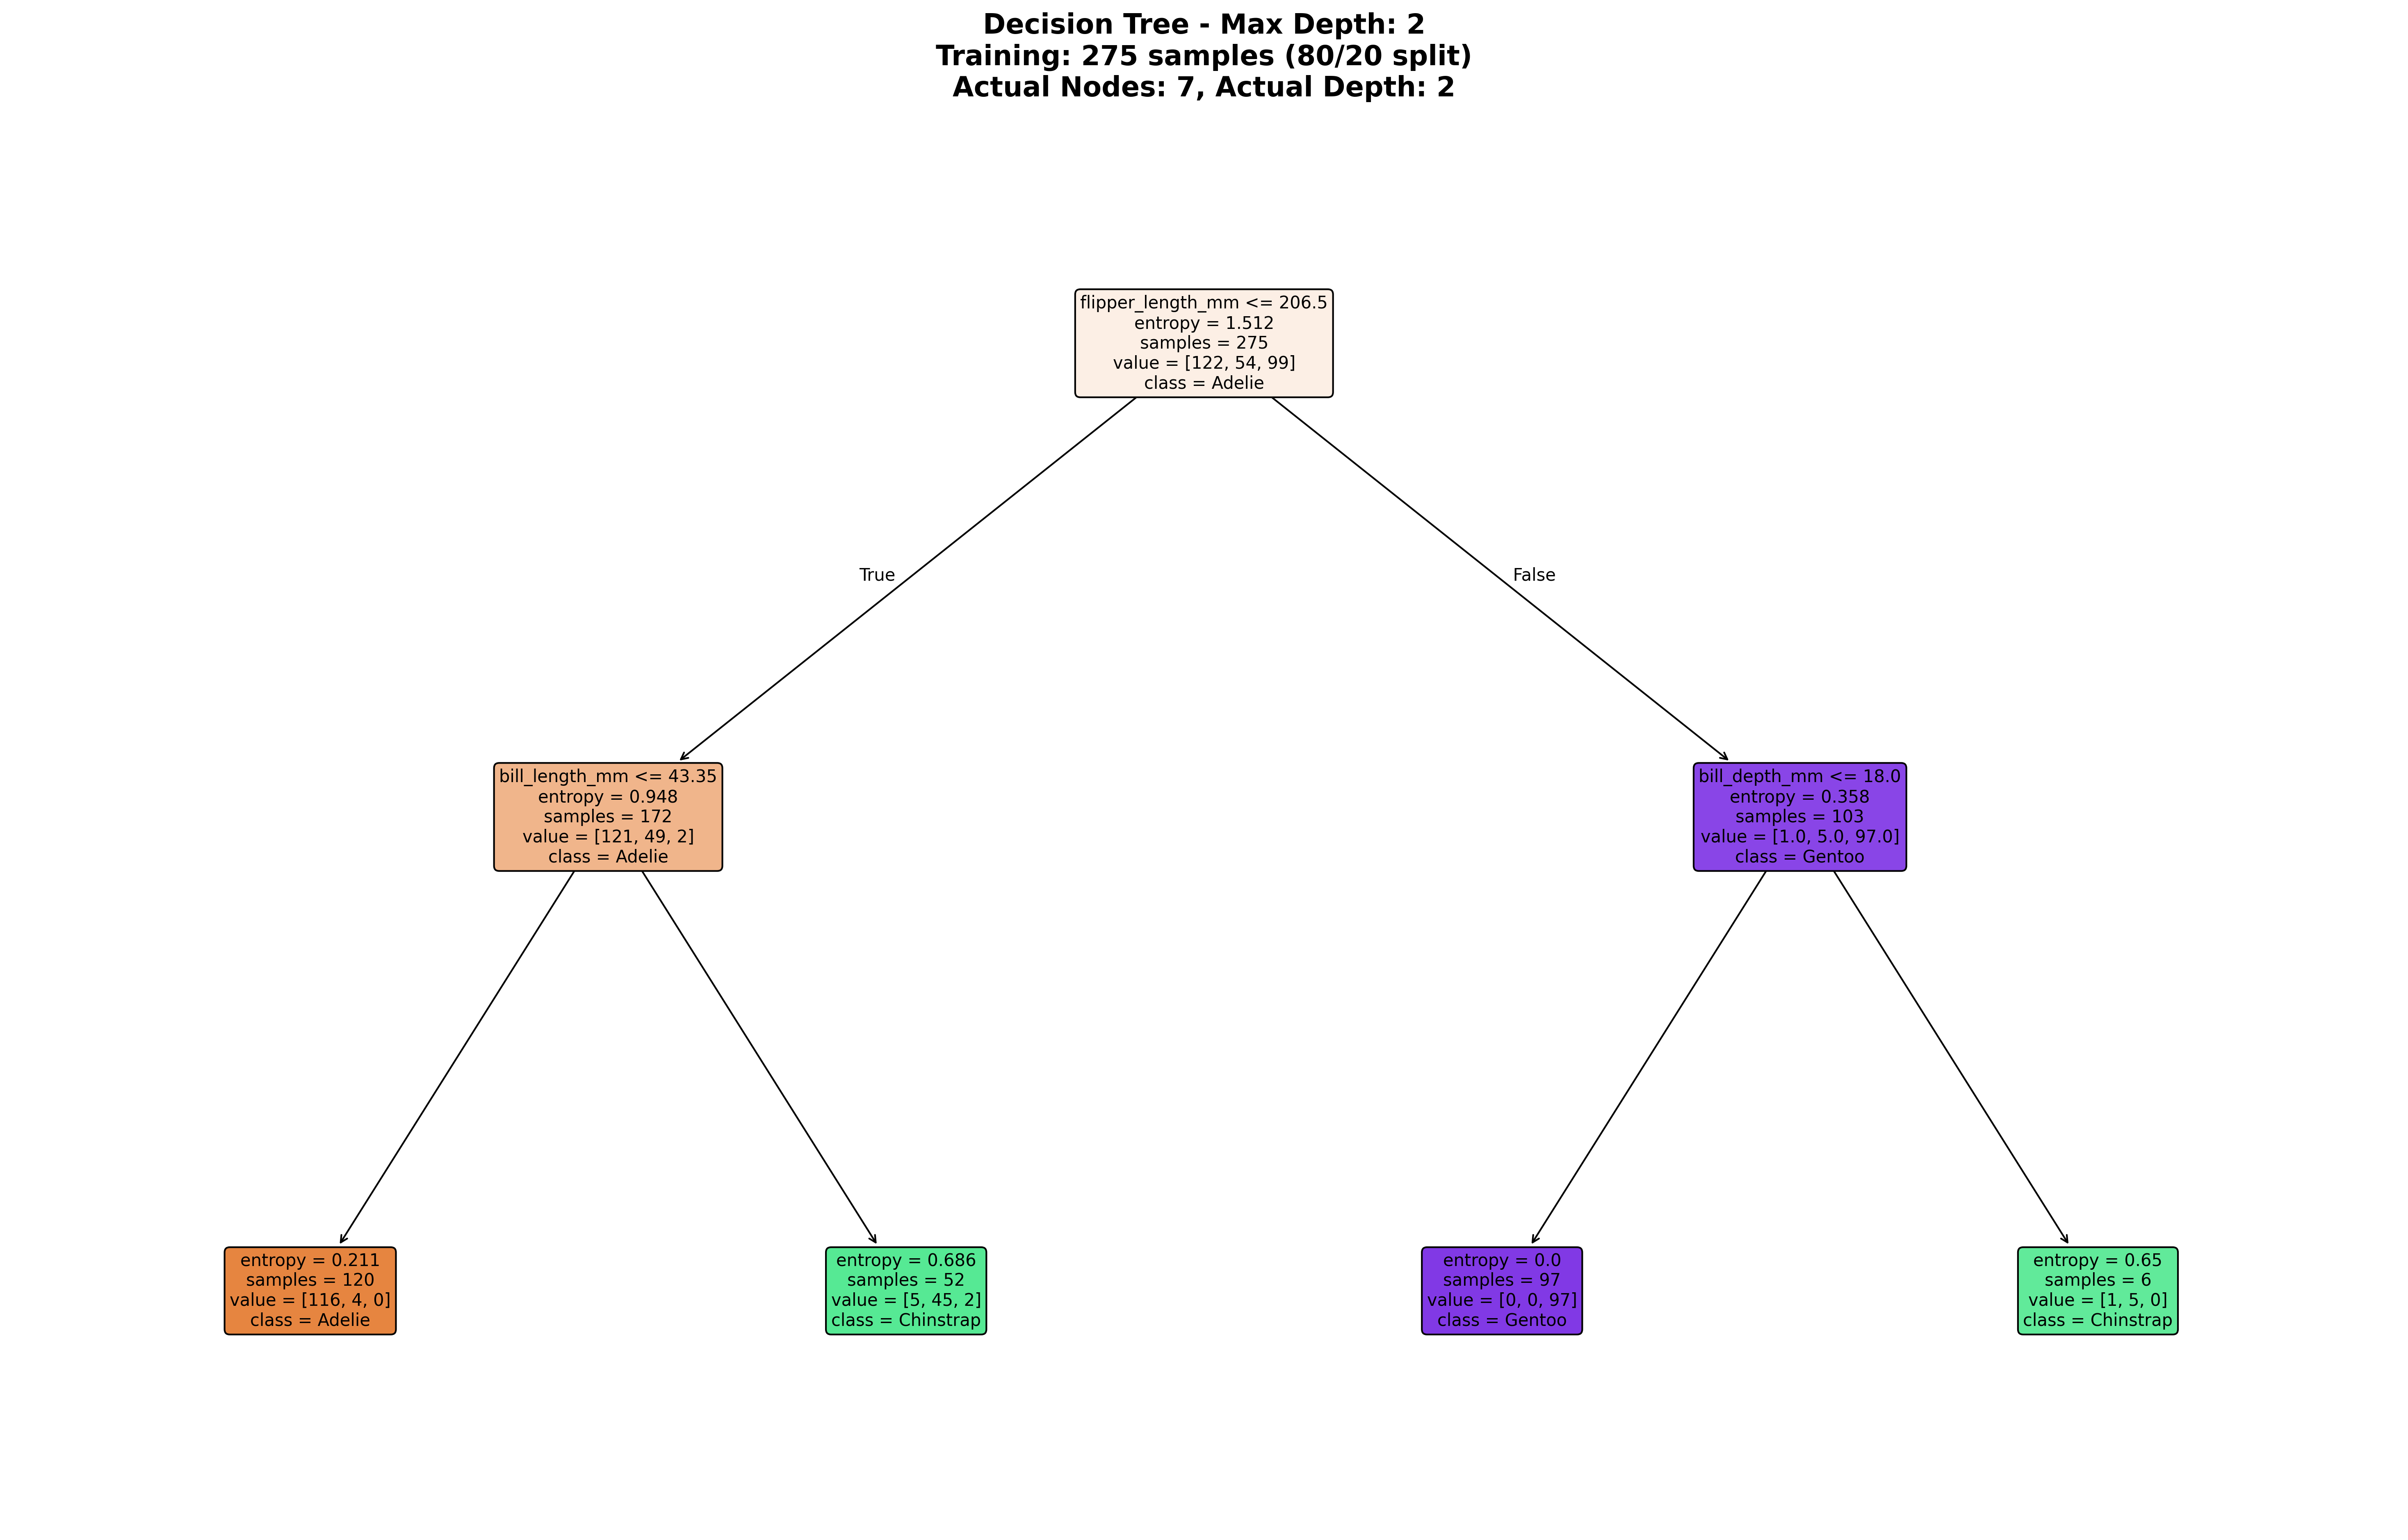 Decision Tree - Max Depth: 2
Training: 275 samples (80/20 split)
Actual Nodes: 7, Actual Depth: 2
flipper_length_mm <= 206.5
entropy = 1.512
samples = 275
value = [122, 54, 99]
class = Adelie
True
False
bill_length_mm <= 43.35
entropy = 0.948
samples = 172
value = [121, 49, 2]
class = Adelie
bill_depth_mm <= 18.0
entropy = 0.358
samples = 103
value = [1.0, 5.0, 97.0]
class = Gentoo
entropy = 0.211
samples = 120
value = [116, 4, 0]
class = Adelie
entropy = 0.686
samples = 52
value = [5, 45, 2]
class = Chinstrap
entropy = 0.0
samples = 97
value = [0, 0, 97]
class = Gentoo
entropy = 0.65
samples = 6
value = [1, 5, 0]
class = Chinstrap